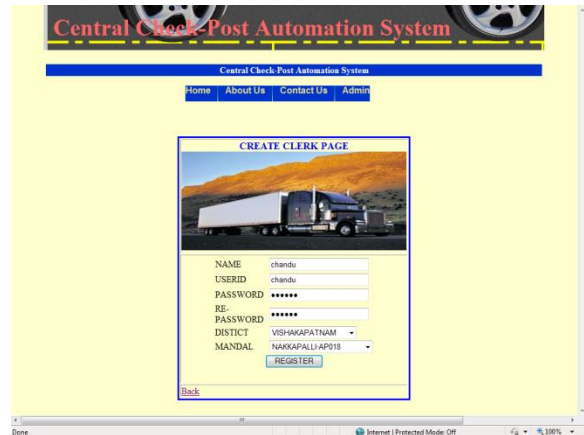 Central Check-Post Automation System
Central Check-Post Automation System
Home About Us Contact Us Admin
CREATE CLERK PAGE
NAME chandu
USERID chandu
PASSWORD ••••••
RE-
PASSWORD ••••••
DISTICT VISHAKAPATNAM
MANDAL NAKKAPALLI-AP018
REGISTER
Back
Done Internet | Protected Mode: Off 100%